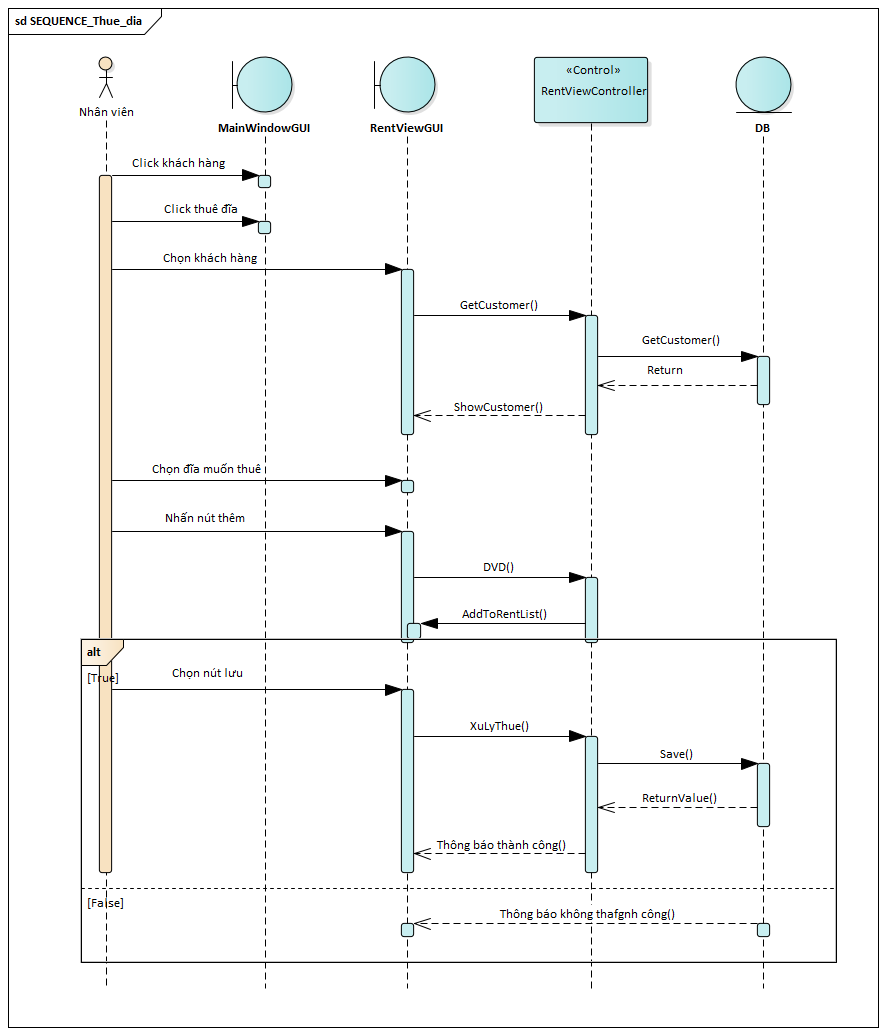 sd SEQUENCE_Thue_dia
Nhân viên
MainWindowGUI
RentViewGUI
«Control»
RentViewController
DB
Click khách hàng
Click thuê đĩa
Chọn khách hàng
GetCustomer()
GetCustomer()
Return
ShowCustomer()
Chọn đĩa muốn thuê
Nhấn nút thêm
DVD()
AddToRentList()
alt
[True]
Chọn nút lưu
XuLyThue()
Save()
ReturnValue()
Thông báo thành công()
[False]
Thông báo không thafgnh công()